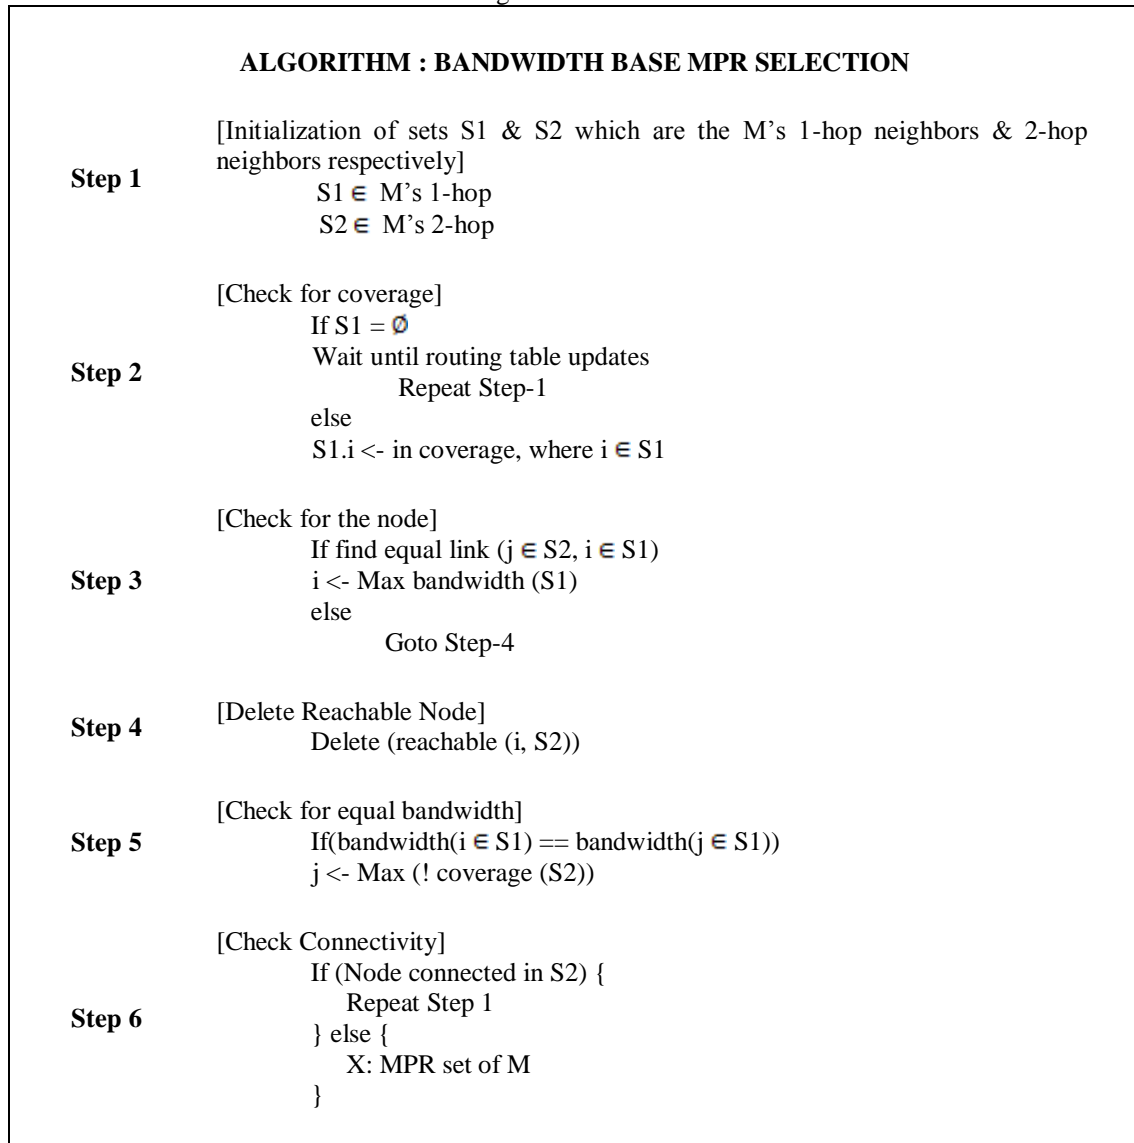 ALGORITHM : BANDWIDTH BASE MPR SELECTION
[Initialization of sets S1 & S2 which are the M’s 1-hop neighbors & 2-hop
neighbors respectively]
Step 1
S1 ∈ M’s 1-hop
S2 ∈ M’s 2-hop
[Check for coverage]
If S1 = ∅
Wait until routing table updates
Step 2
Repeat Step-1
else
S1.i <- in coverage, where i ∈ S1
[Check for the node]
If find equal link (j ∈ S2, i ∈ S1)
Step 3
i <- Max bandwidth (S1)
else
Goto Step-4
[Delete Reachable Node]
Step 4
Delete (reachable (i, S2))
[Check for equal bandwidth]
Step 5
If(bandwidth(i ∈ S1) == bandwidth(j ∈ S1))
j <- Max (! coverage (S2))
[Check Connectivity]
If (Node connected in S2) {
Repeat Step 1
Step 6
} else {
X: MPR set of M
}